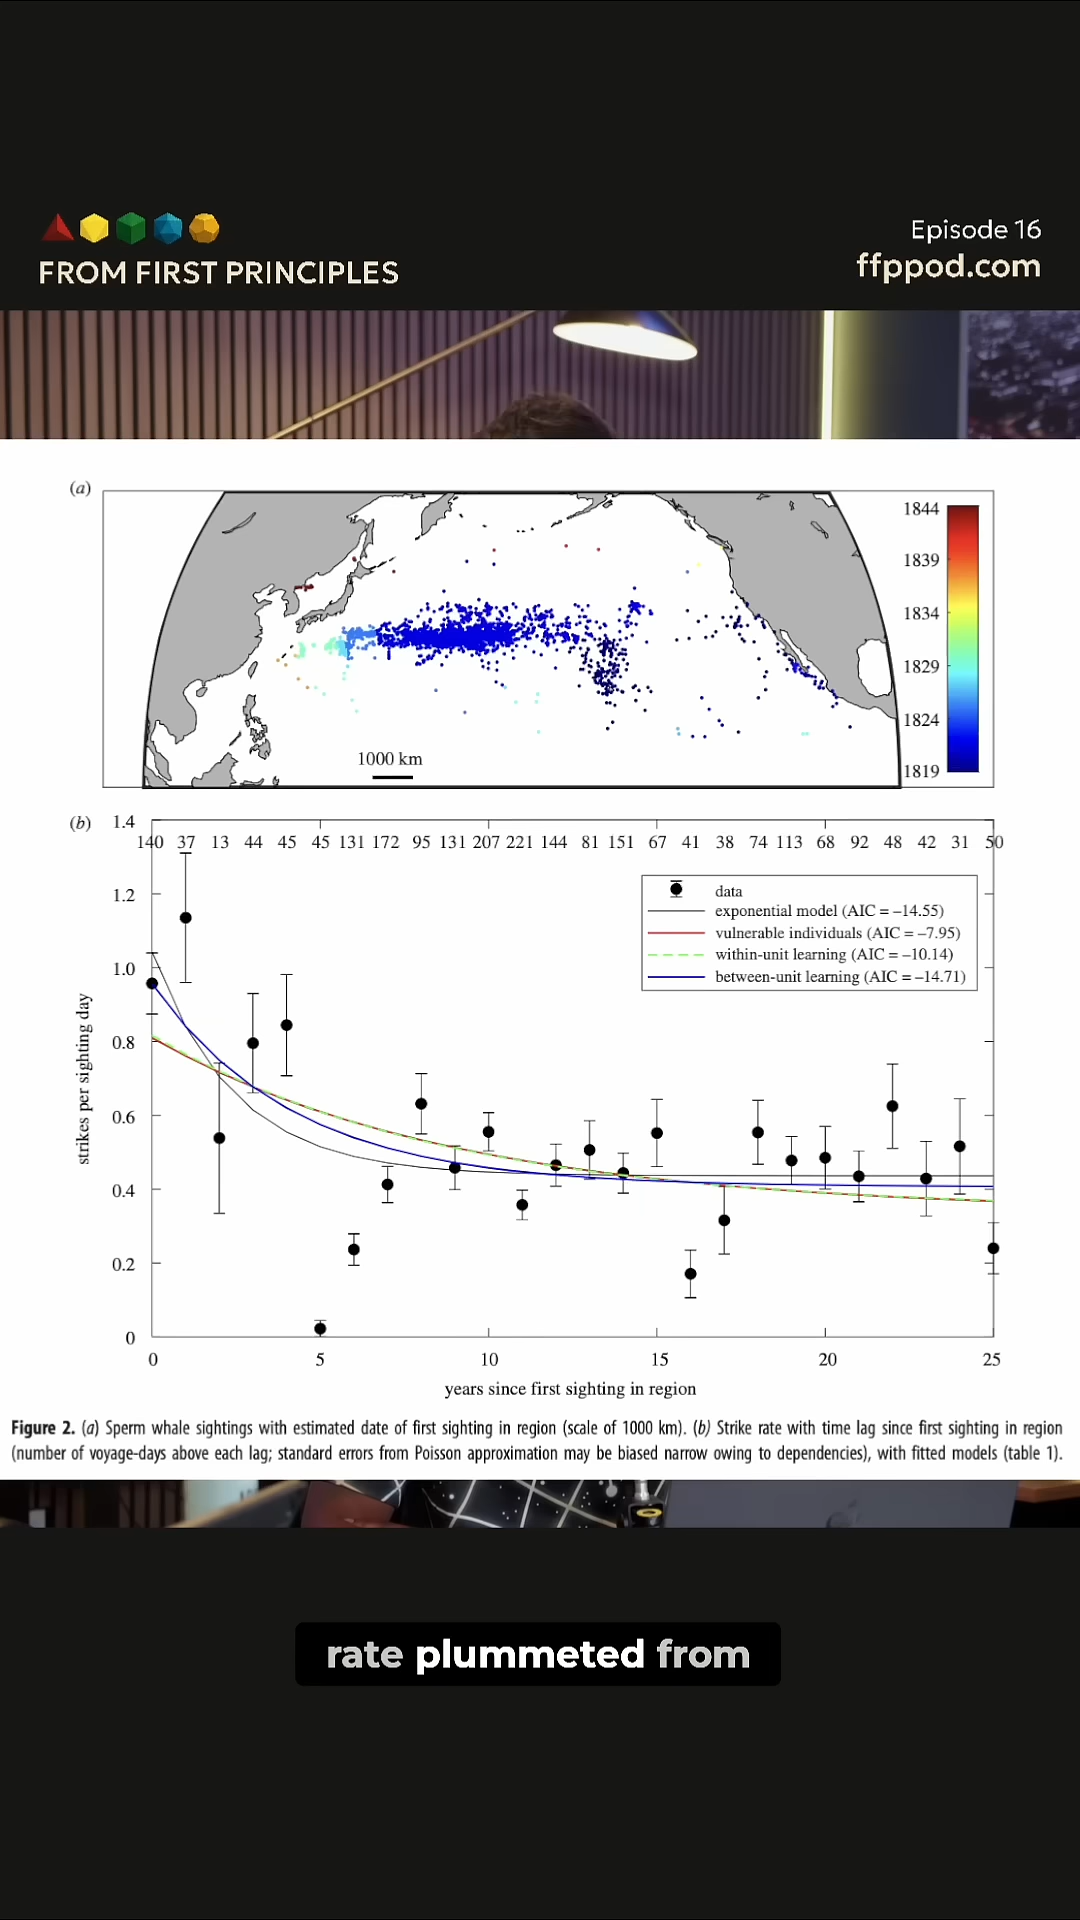 FROM FIRST PRINCIPLES
Episode 16
ffppod.com
(a)
1000 km
1844
1839
1834
1829
1824
1819
(b)
140 37 13 44 45 45 131 172 95 131 207 221 144 81 151 67 41 38 74 113 68 92 48 42 31 50
data
exponential model (AIC = –14.55)
vulnerable individuals (AIC = –7.95)
within-unit learning (AIC = –10.14)
between-unit learning (AIC = –14.71)
strikes per sighting day
1.4
1.2
1.0
0.8
0.6
0.4
0.2
0
0 5 10 15 20 25
years since first sighting in region
Figure 2. (a) Sperm whale sightings with estimated date of first sighting in region (scale of 1000 km). (b) Strike rate with time lag since first sighting in region
(number of voyage-days above each lag; standard errors from Poisson approximation may be biased narrow owing to dependencies), with fitted models (table 1).
rate plummeted from